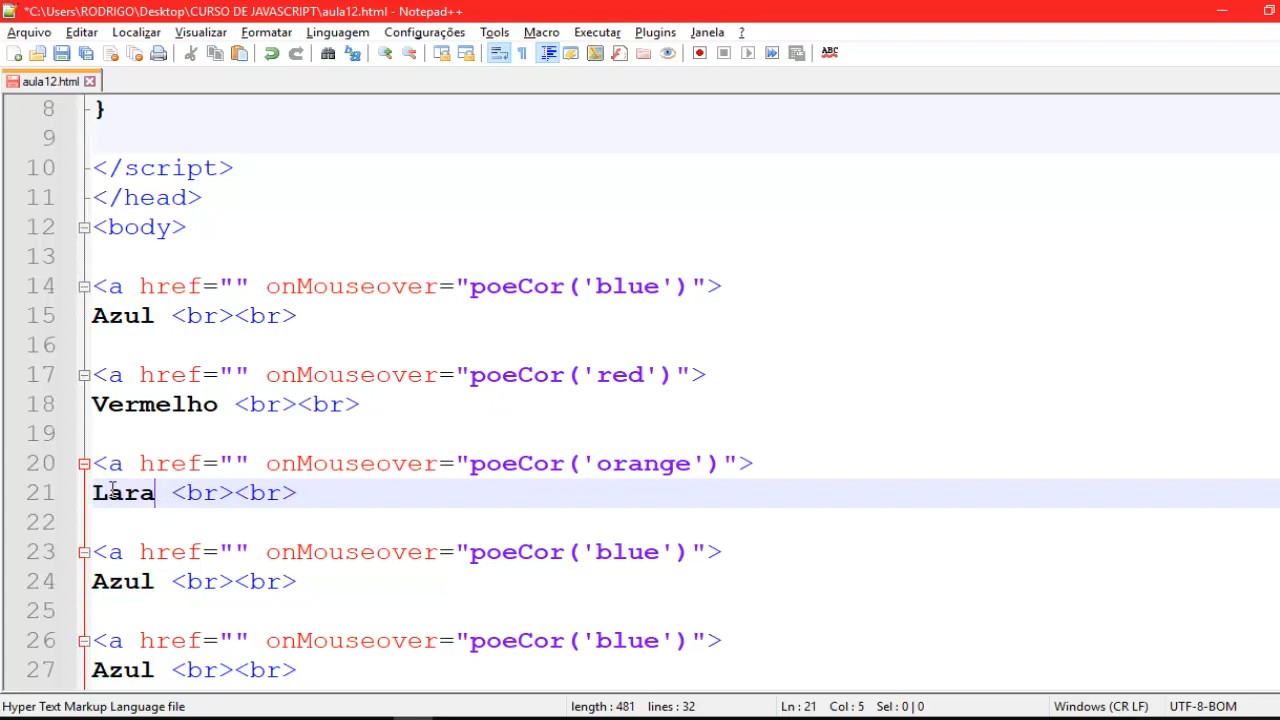 *C:\Users\RODRIGO\Desktop\CURSO DE JAVASCRIPT\aula12.html - Notepad++
Arquivo Editar Localizar Visualizar Formatar Linguagem Configurações Tools Macro Executar Plugins Janela ?
ABC
aula12.html
8 }
9
10 </script>
11 </head>
12 <body>
13
14 <a href="" onMouseover="poeCor('blue')">
15 Azul <br><br>
16
17 <a href="" onMouseover="poeCor('red')">
18 Vermelho <br><br>
19
20 <a href="" onMouseover="poeCor('orange')">
21 Lara <br><br>
22
23 <a href="" onMouseover="poeCor('blue')">
24 Azul <br><br>
25
26 <a href="" onMouseover="poeCor('blue')">
27 Azul <br><br>
Hyper Text Markup Language file length : 481 lines : 32 Ln : 21 Col : 5 Sel : 0 | 0 Windows (CR LF) UTF-8-BOM